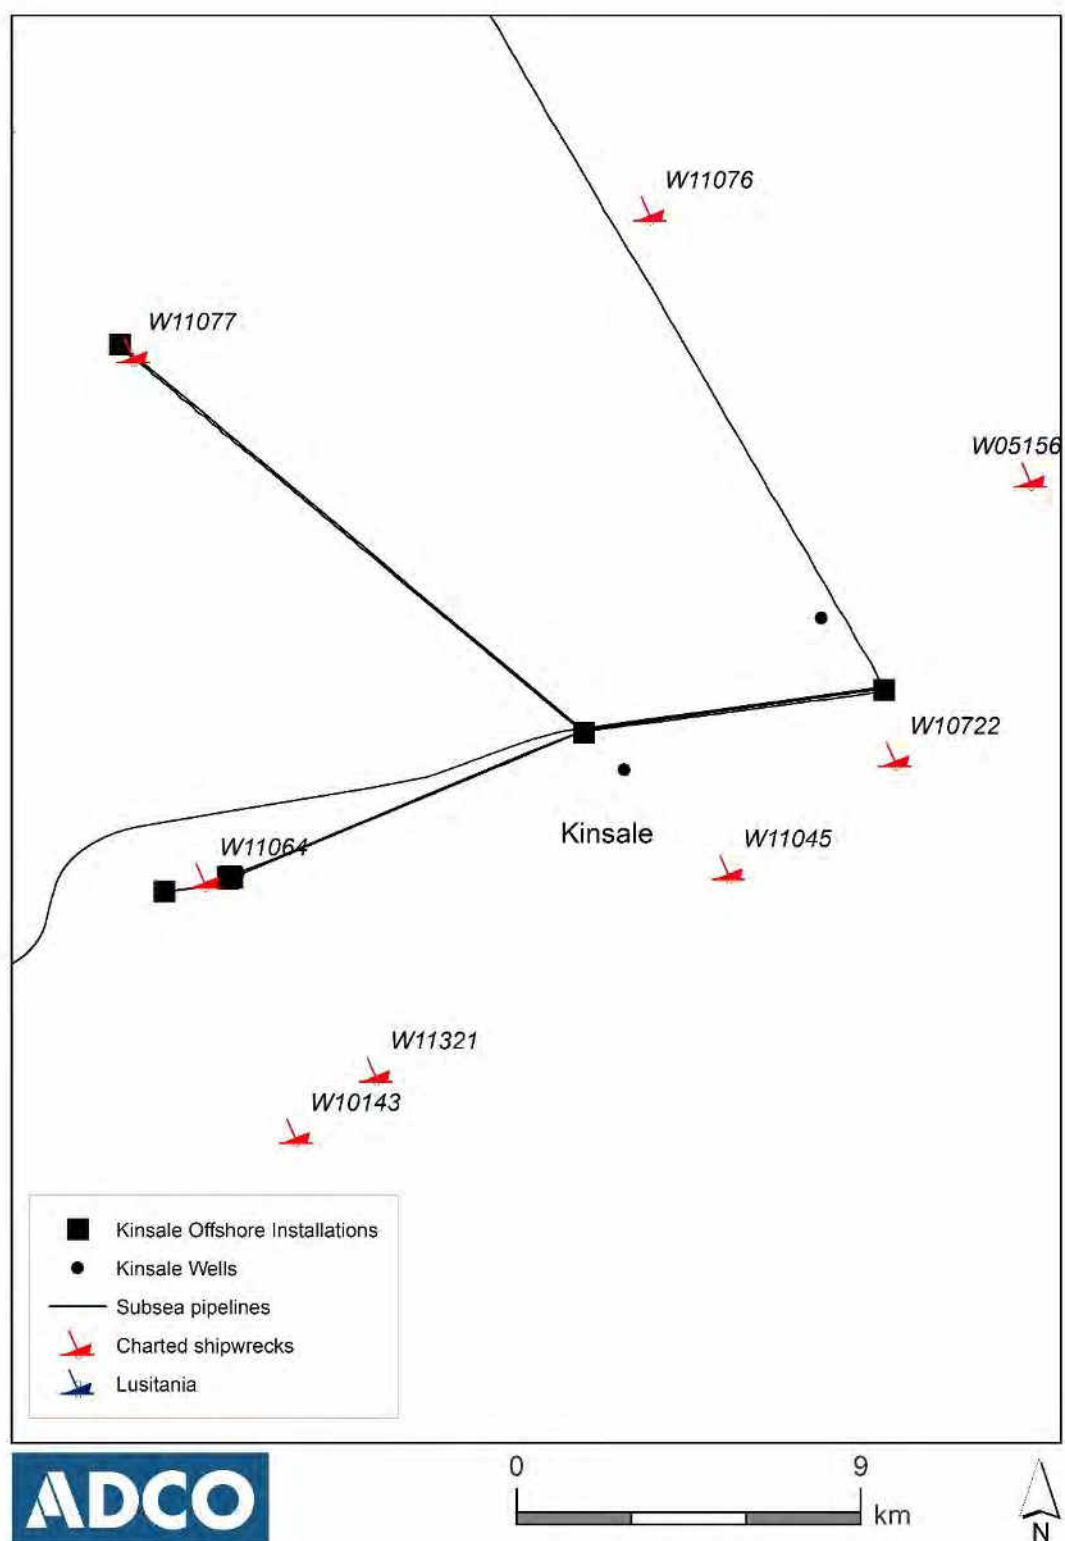 W11076
W11077
W05156
W10722
Kinsale
W11045
W11064
W11321
W10143
Kinsale Offshore Installations
Kinsale Wells
Subsea pipelines
Charted shipwrecks
Lusitania
ADCO
0 9
km
N